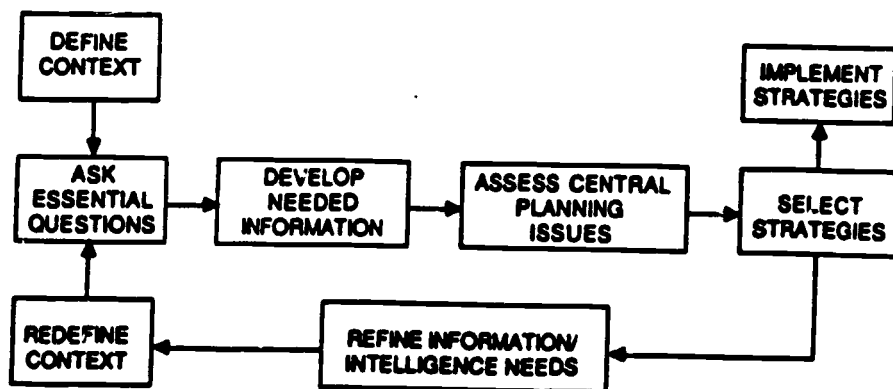 DEFINE
CONTEXT
IMPLEMENT
STRATEGIES
ASK
ESSENTIAL
QUESTIONS
DEVELOP
NEEDED
INFORMATION
ASSESS CENTRAL
PLANNING
ISSUES
SELECT
STRATEGIES
REDEFINE
CONTEXT
REFINE INFORMATION/
INTELLIGENCE NEEDS